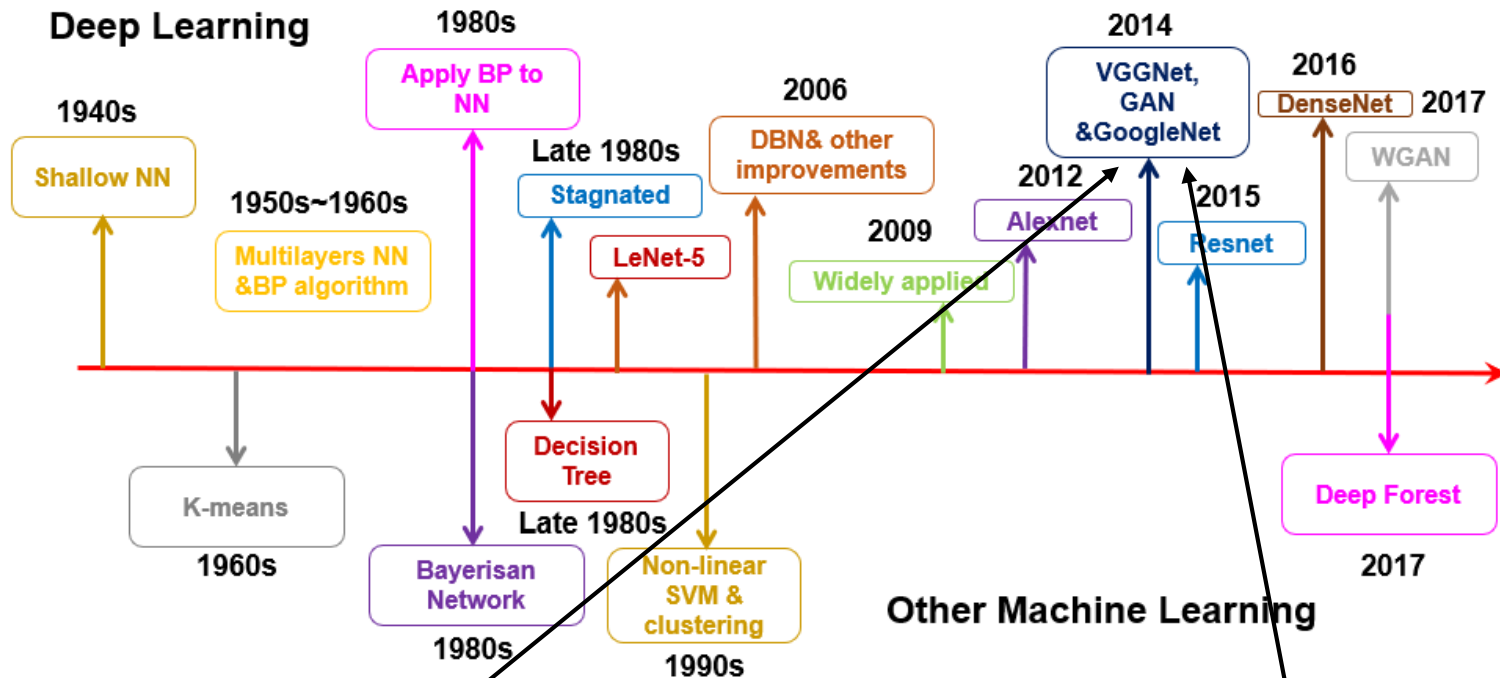 Deep Learning
1940s
Shallow NN
1950s~1960s
Multilayers NN
&BP algorithm
1980s
Apply BP to
NN
Late 1980s
Stagnated
LeNet-5
2006
DBN& other
improvements
2009
Widely applied
2012
Alexnet
2014
VGGNet,
GAN
&GoogleNet
2015
Resnet
2016
DenseNet
2017
WGAN
K-means
1960s
Bayerisan
Network
1980s
Decision
Tree
Late 1980s
Non-linear
SVM &
clustering
1990s
Deep Forest
2017
Other Machine Learning